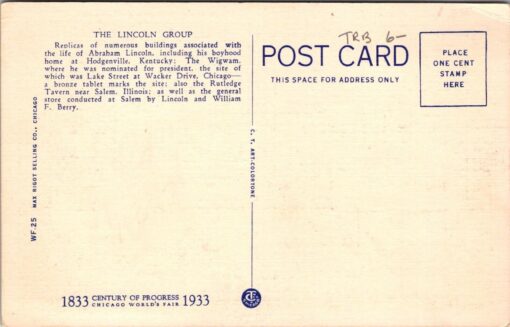 THE LINCOLN GROUP
Replicas of numerous buildings associated with
the life of Abraham Lincoln, including his boyhood
home at Hodgenville, Kentucky; The Wigwam,
where he was nominated for president, the site of
which was Lake Street at Wacker Drive, Chicago—
a bronze tablet marks the site; also the Rutledge
Tavern near Salem, Illinois; as well as the general
store conducted at Salem by Lincoln and William
F. Berry.
WF.25 MAX RIGOT SELLING CO., CHICAGO
1833 CENTURY OF PROGRESS 1933
CHICAGO WORLD'S FAIR
C. T. ART-COLORTONE
TRB 6-
POST CARD
THIS SPACE FOR ADDRESS ONLY
PLACE
ONE CENT
STAMP
HERE